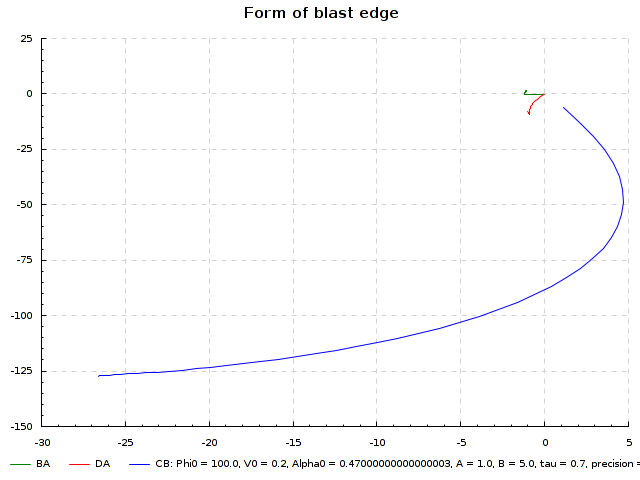 Form of blast edge
25
0
-25
-50
-75
-100
-125
-150
-30 -25 -20 -15 -10 -5 0 5
BA DA CB: Phi0 = 100.0, V0 = 0.2, Alpha0 = 0.47000000000000003, A = 1.0, B = 5.0, tau = 0.7, precision =